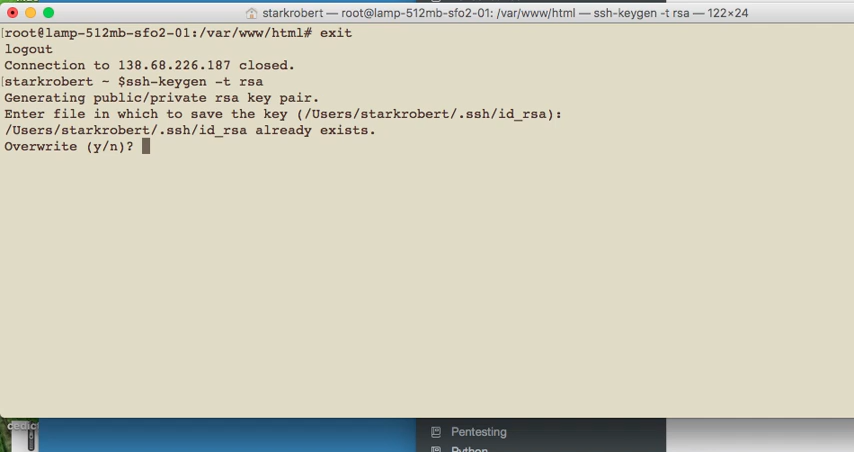 starkrobert — root@lamp-512mb-sfo2-01: /var/www/html — ssh-keygen -t rsa — 122×24
[root@lamp-512mb-sfo2-01:/var/www/html# exit
logout
Connection to 138.68.226.187 closed.
[starkrobert ~ $ssh-keygen -t rsa
Generating public/private rsa key pair.
Enter file in which to save the key (/Users/starkrobert/.ssh/id_rsa):
/Users/starkrobert/.ssh/id_rsa already exists.
Overwrite (y/n)?
Pentesting
Python